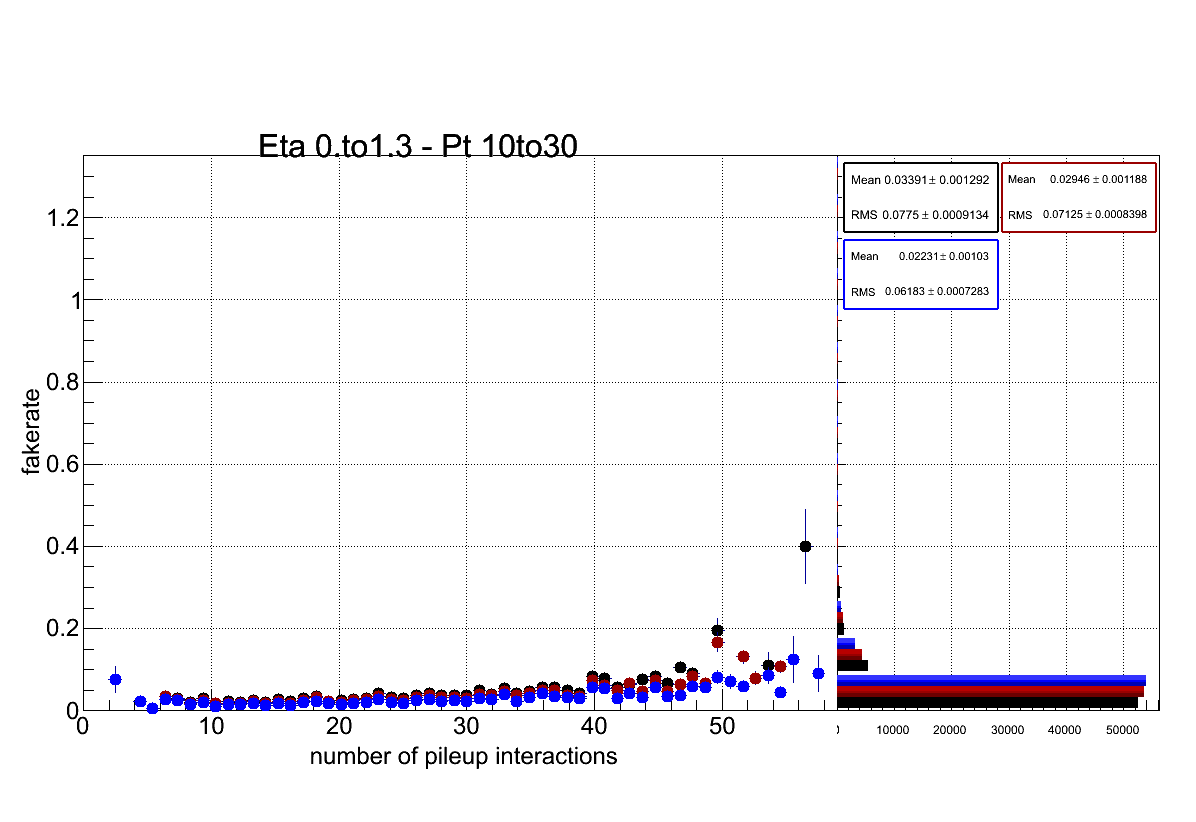 Eta 0.to1.3 - Pt 10to30
Mean 0.03391 ± 0.001292
RMS 0.0775 ± 0.0009134
Mean 0.02946 ± 0.001188
RMS 0.07125 ± 0.0008398
Mean 0.02231 ± 0.00103
RMS 0.06183 ± 0.0007283
fakerate
1.2
1
0.8
0.6
0.4
0.2
0
0 10 20 30 40 50
number of pileup interactions
10000 20000 30000 40000 50000